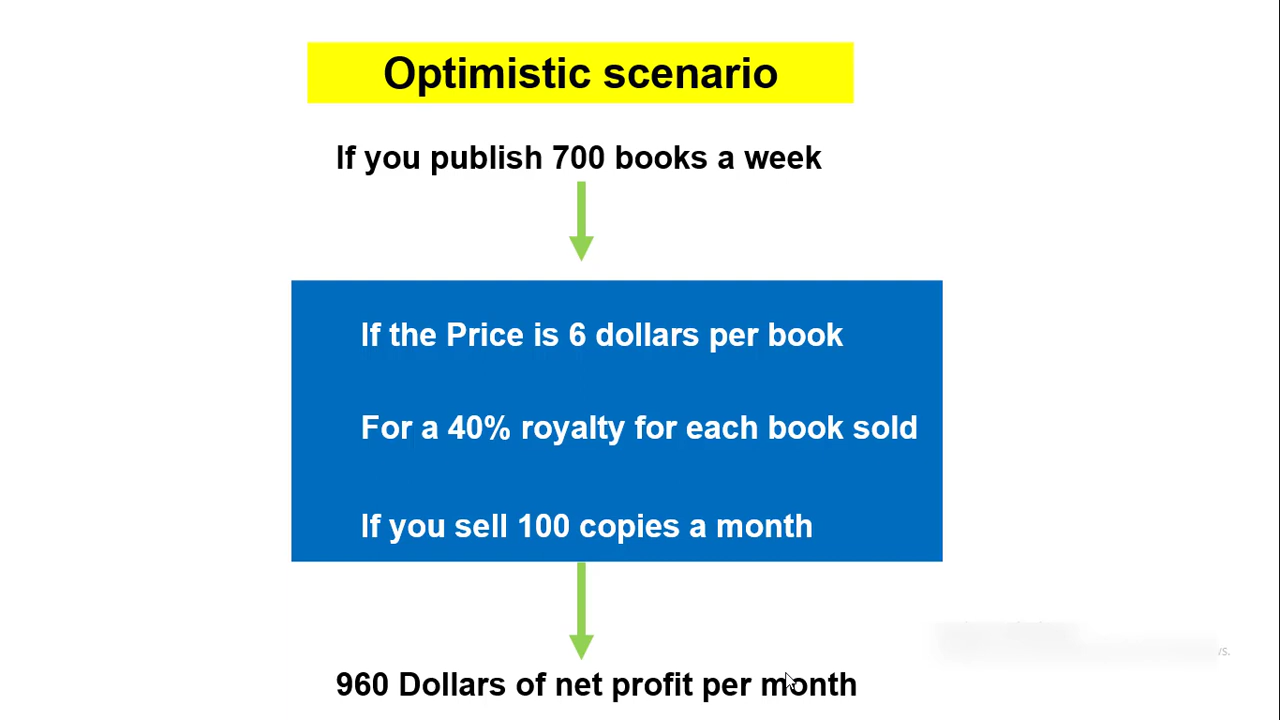 Optimistic scenario
If you publish 700 books a week
If the Price is 6 dollars per book
For a 40% royalty for each book sold
If you sell 100 copies a month
960 Dollars of net profit per month